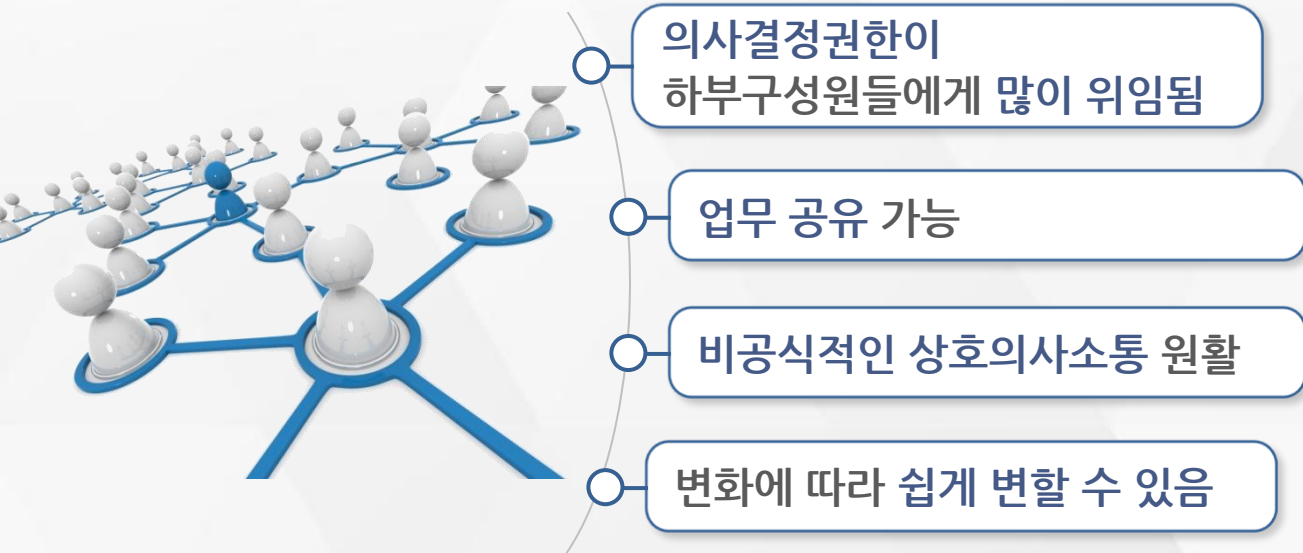 의사결정권한이
하부구성원들에게 많이 위임됨
업무 공유 가능
비공식적인 상호의사소통 원활
변화에 따라 쉽게 변할 수 있음